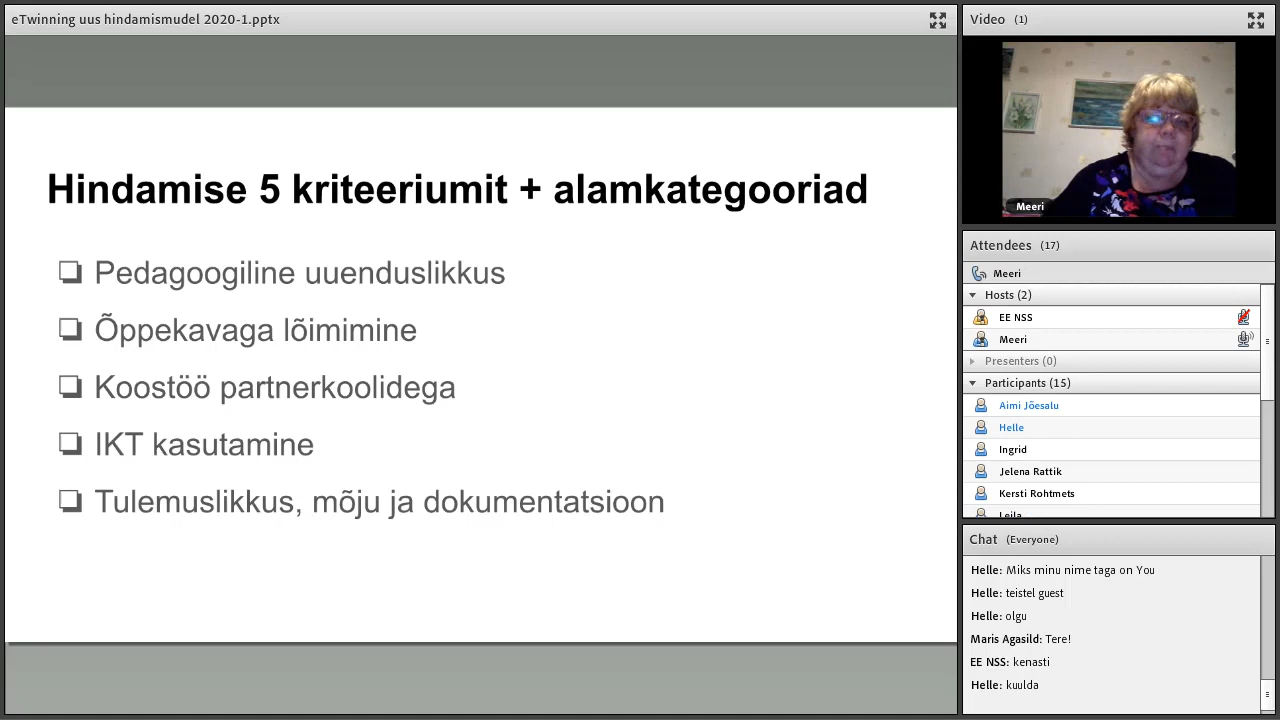 eTwinning uus hindamismudel 2020-1.pptx
Hindamise 5 kriteeriumit + alamkategooriad
❏ Pedagoogiline uuenduslikkus
❏ Õppekavaga lõimimine
❏ Koostöö partnerkoolidega
❏ IKT kasutamine
❏ Tulemuslikkus, mõju ja dokumentatsioon
Video (1)
Meeri
Attendees (17)
Meeri
Hosts (2)
EE NSS
Meeri
Presenters (0)
Participants (15)
Aimi Jõesalu
Helle
Ingrid
Jelena Rattik
Kersti Rohtmets
Leila
Chat (Everyone)
Helle: Miks minu nime taga on You
Helle: teistel guest
Helle: olgu
Maris Agasild: Tere!
EE NSS: kenasti
Helle: kuulda